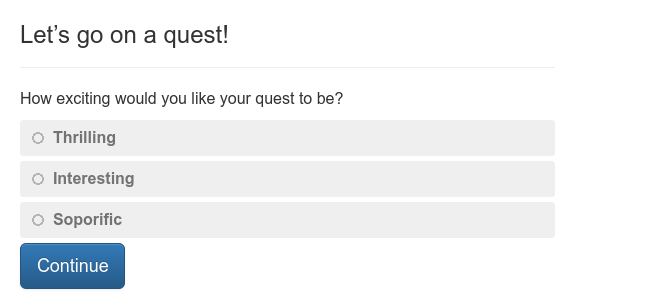 Let’s go on a quest!
How exciting would you like your quest to be?
Thrilling
Interesting
Soporific
Continue